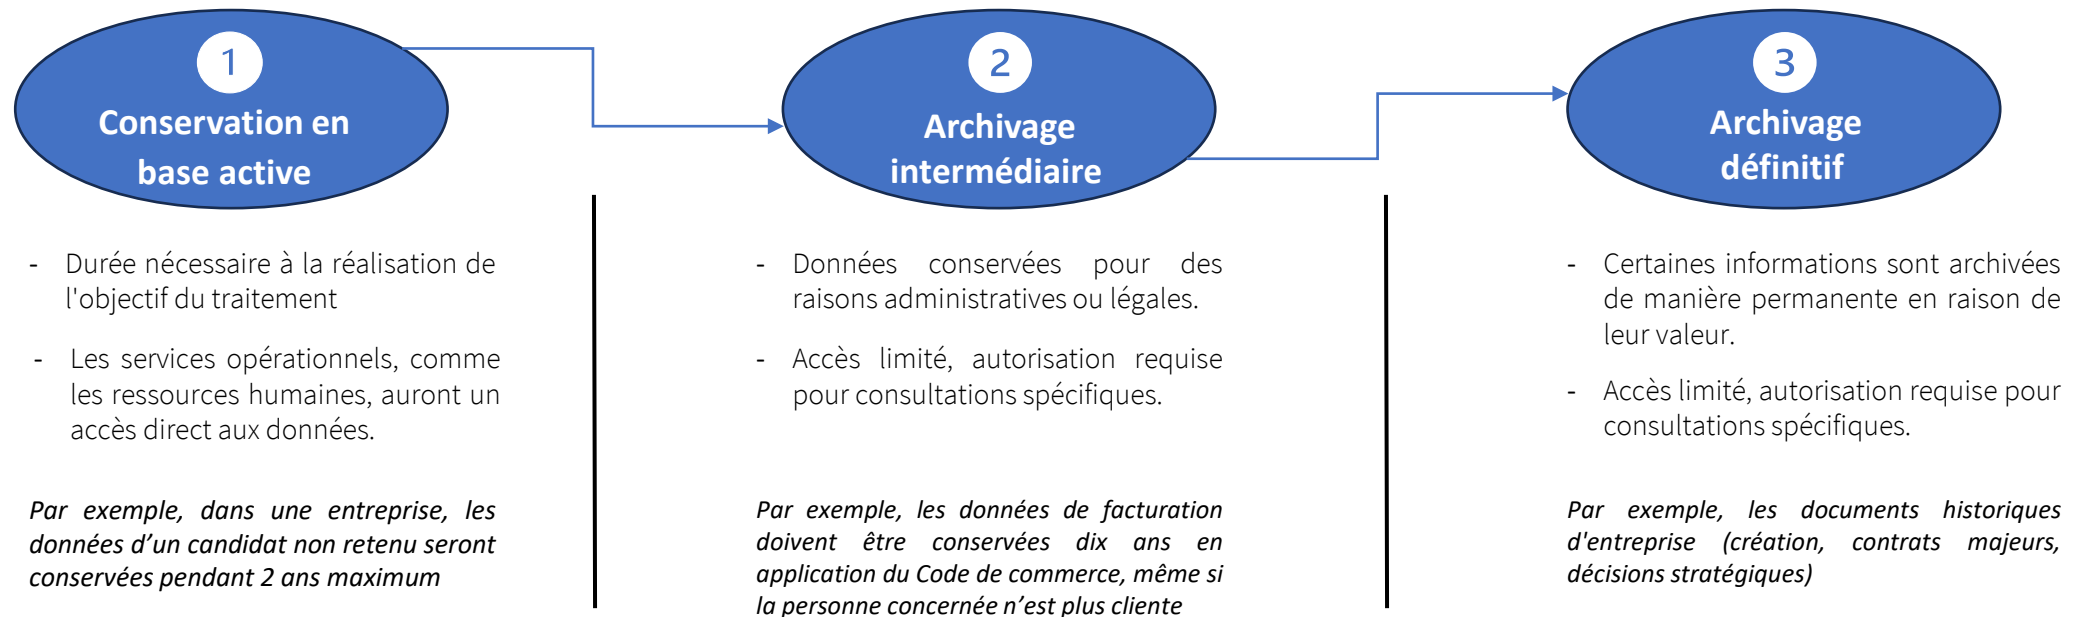 1
Conservation en
base active
- Durée nécessaire à la réalisation de
l'objectif du traitement
- Les services opérationnels, comme
les ressources humaines, auront un
accès direct aux données.
Par exemple, dans une entreprise, les
données d’un candidat non retenu seront
conservées pendant 2 ans maximum
2
Archivage
intermédiaire
- Données conservées pour des
raisons administratives ou légales.
- Accès limité, autorisation requise
pour consultations spécifiques.
Par exemple, les données de facturation
doivent être conservées dix ans en
application du Code de commerce, même si
la personne concernée n’est plus cliente
3
Archivage
définitif
- Certaines informations sont archivées
de manière permanente en raison de
leur valeur.
- Accès limité, autorisation requise pour
consultations spécifiques.
Par exemple, les documents historiques
d'entreprise (création, contrats majeurs,
décisions stratégiques)